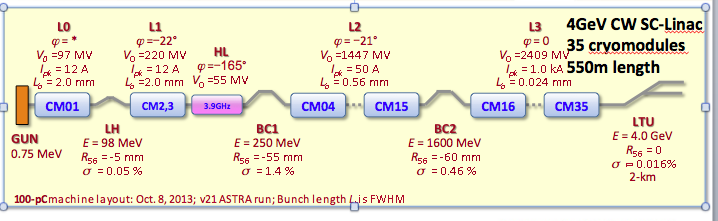 L0
φ = *
V₀ =97 MV
Iₚₖ = 12 A
Lₒ = 2.0 mm
L1
φ =−22°
V₀ =220 MV
Iₚₖ = 12 A
Lₒ =2.0 mm
HL
φ =−165°
V₀ =55 MV
L2
φ = −21°
V₀ =1447 MV
Iₚₖ = 50 A
Lₒ = 0.56 mm
L3
φ = 0
V₀ =2409 MV
Iₚₖ = 1.0 kA
Lₒ = 0.024 mm
4GeV CW SC-Linac
35 cryomodules
550m length
CM01
CM2,3
3.9GHz
CM04
CM15
CM16
CM35
GUN
0.75 MeV
LH
E = 98 MeV
R₅₆ = -5 mm
σ = 0.05 %
BC1
E = 250 MeV
R₅₆ = -55 mm
σ = 1.4 %
BC2
E = 1600 MeV
R₅₆ = -60 mm
σ = 0.46 %
LTU
E = 4.0 GeV
R₅₆ = 0
σ = 0.016%
2-km
100-pC machine layout: Oct. 8, 2013; v21 ASTRA run; Bunch length Lₒ is FWHM